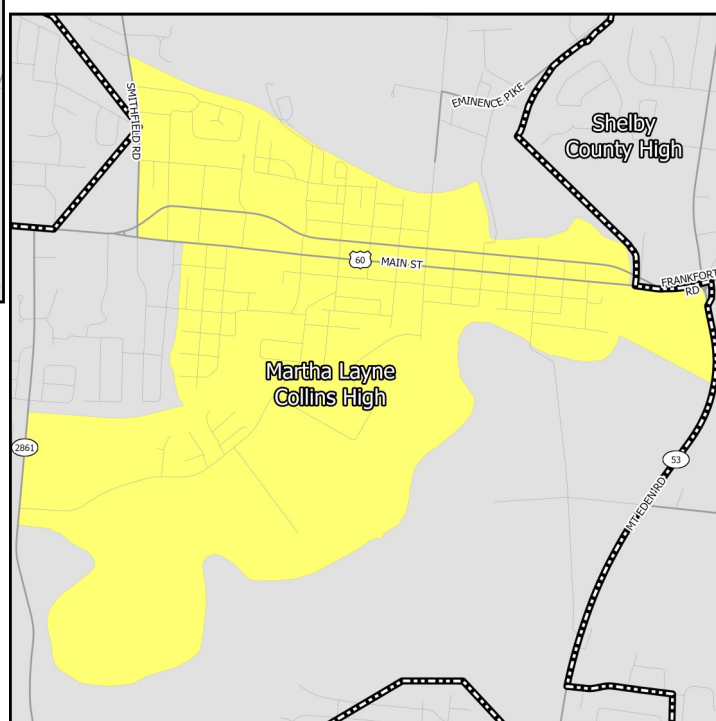 SMITHFIELD RD
EMINENCE PIKE
Shelby
County High
60
MAIN ST
FRANKFORT
RD
Martha Layne
Collins High
2861
53
MT EDEN RD